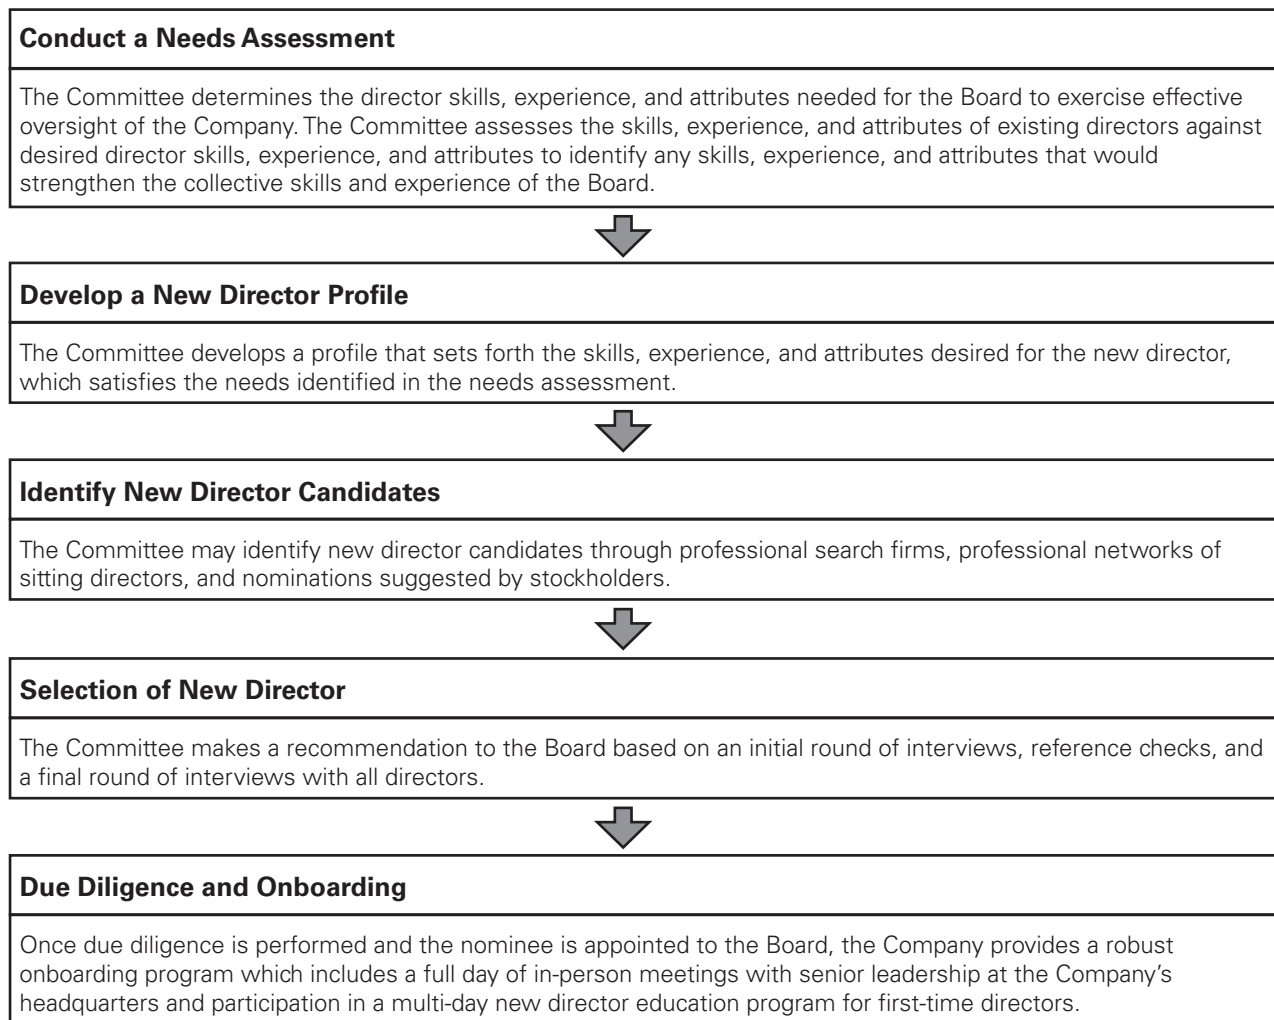 Conduct a Needs Assessment
The Committee determines the director skills, experience, and attributes needed for the Board to exercise effective
oversight of the Company. The Committee assesses the skills, experience, and attributes of existing directors against
desired director skills, experience, and attributes to identify any skills, experience, and attributes that would
strengthen the collective skills and experience of the Board.
Develop a New Director Profile
The Committee develops a profile that sets forth the skills, experience, and attributes desired for the new director,
which satisfies the needs identified in the needs assessment.
Identify New Director Candidates
The Committee may identify new director candidates through professional search firms, professional networks of
sitting directors, and nominations suggested by stockholders.
Selection of New Director
The Committee makes a recommendation to the Board based on an initial round of interviews, reference checks, and
a final round of interviews with all directors.
Due Diligence and Onboarding
Once due diligence is performed and the nominee is appointed to the Board, the Company provides a robust
onboarding program which includes a full day of in-person meetings with senior leadership at the Company's
headquarters and participation in a multi-day new director education program for first-time directors.